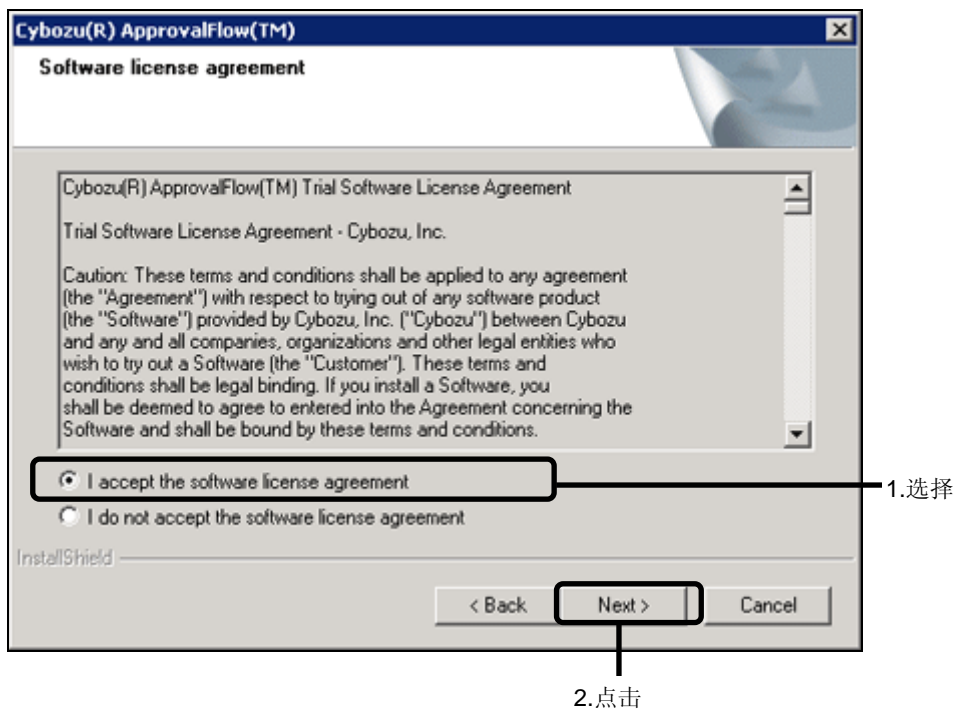 Cybozu(R) ApprovalFlow(TM)
Software license agreement
Cybozu(R) ApprovalFlow(TM) Trial Software License Agreement
Trial Software License Agreement - Cybozu, Inc.
Caution: These terms and conditions shall be applied to any agreement
(the "Agreement") with respect to trying out of any software product
(the "Software") provided by Cybozu, Inc. ("Cybozu") between Cybozu
and any and all companies, organizations and other legal entities who
wish to try out a Software (the "Customer"). These terms and
conditions shall be legal binding. If you install a Software, you
shall be deemed to agree to entered into the Agreement concerning the
Software and shall be bound by these terms and conditions.
I accept the software license agreement
1.选择
I do not accept the software license agreement
InstallShield
< Back
Next >
Cancel
2.点击